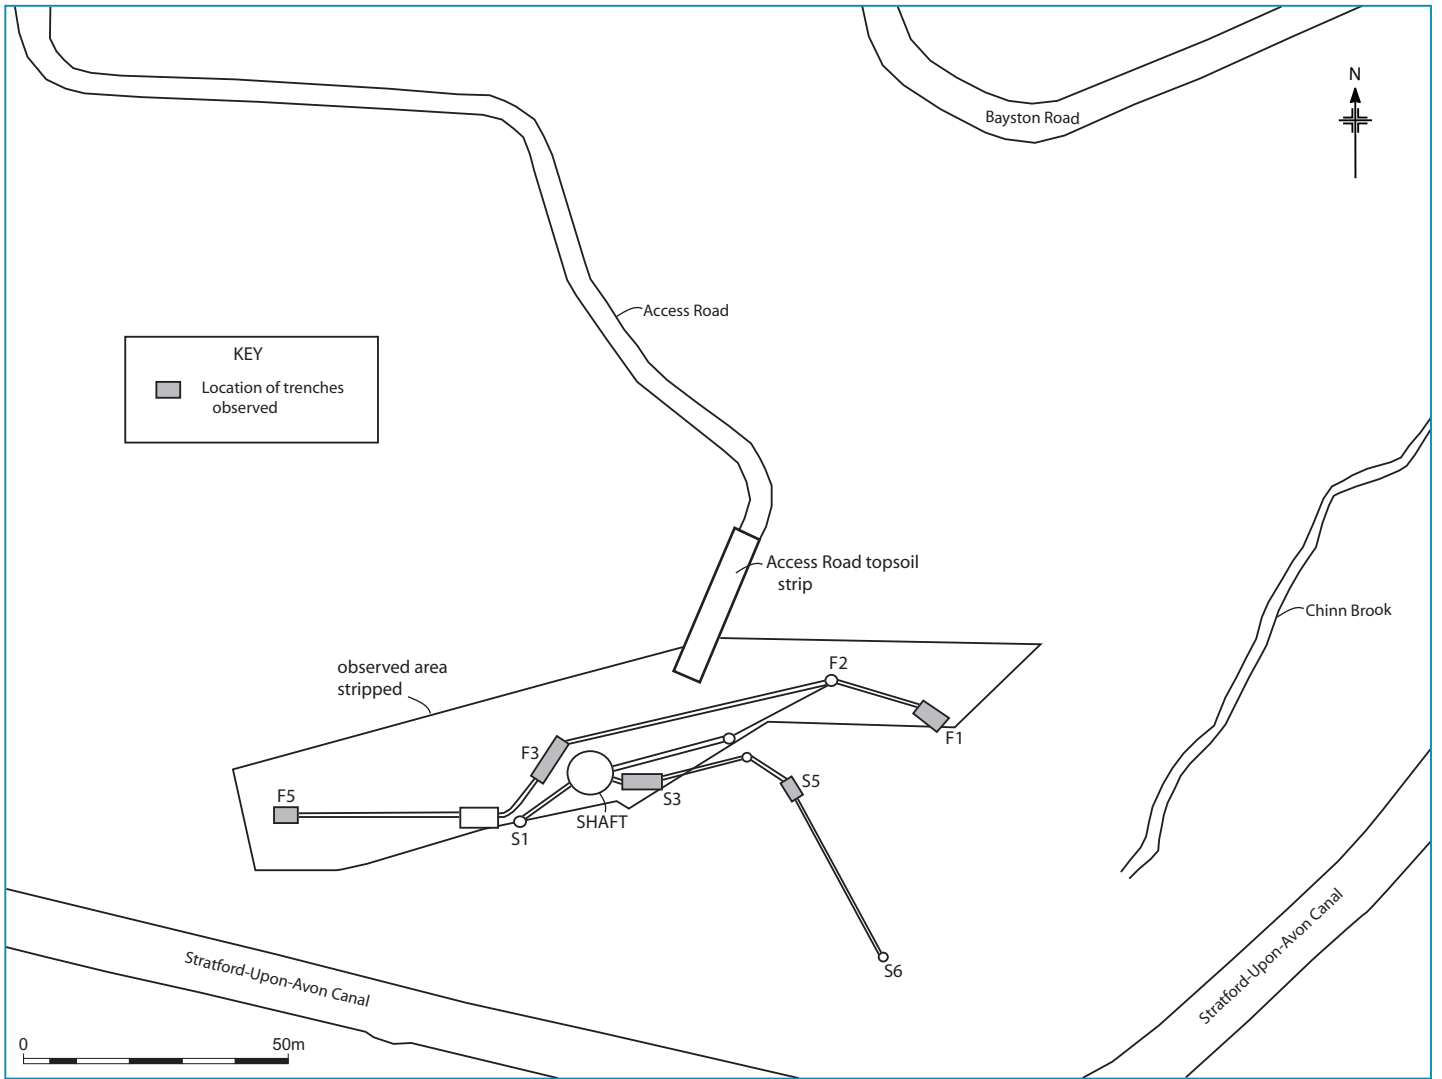 Bayston Road
N
Access Road
KEY
Location of trenches
observed
Access Road topsoil
strip
Chinn Brook
observed area
stripped
F2
F1
F3
F5
S3
S5
SHAFT
S1
S6
Stratford-Upon-Avon Canal
Stratford-Upon-Avon Canal
0
50m